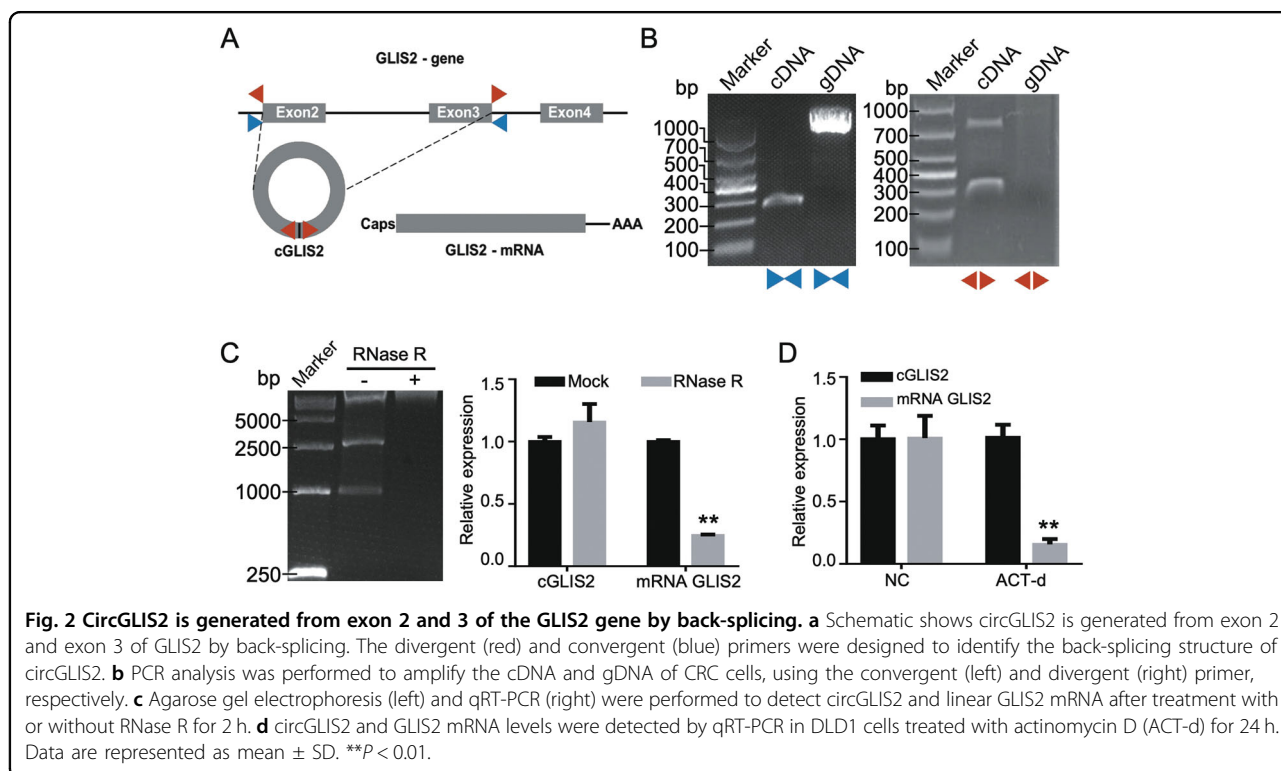 A
GLIS2 - gene
Exon2
Exon3
Exon4
cGLIS2
Caps
AAA
GLIS2 - mRNA
B
bp
Marker
cDNA
gDNA
1000
700
500
400
300
200
100
bp
Marker
cDNA
gDNA
1000
700
500
400
300
200
100
C
bp
Marker
RNase R
-
+
5000
2500
1000
250
Mock
RNase R
Relative expression
1.5
1.0
0.5
0.0
**
cGLIS2
mRNA GLIS2
D
cGLIS2
mRNA GLIS2
Relative expression
1.5
1.0
0.5
0.0
**
NC
ACT-d
Fig. 2 CircGLIS2 is generated from exon 2 and 3 of the GLIS2 gene by back-splicing. a Schematic shows circGLIS2 is generated from exon 2
and exon 3 of GLIS2 by back-splicing. The divergent (red) and convergent (blue) primers were designed to identify the back-splicing structure of
circGLIS2. b PCR analysis was performed to amplify the cDNA and gDNA of CRC cells, using the convergent (left) and divergent (right) primer,
respectively. c Agarose gel electrophoresis (left) and qRT-PCR (right) were performed to detect circGLIS2 and linear GLIS2 mRNA after treatment with
or without RNase R for 2 h. d circGLIS2 and GLIS2 mRNA levels were detected by qRT-PCR in DLD1 cells treated with actinomycin D (ACT-d) for 24 h.
Data are represented as mean ± SD. **P < 0.01.